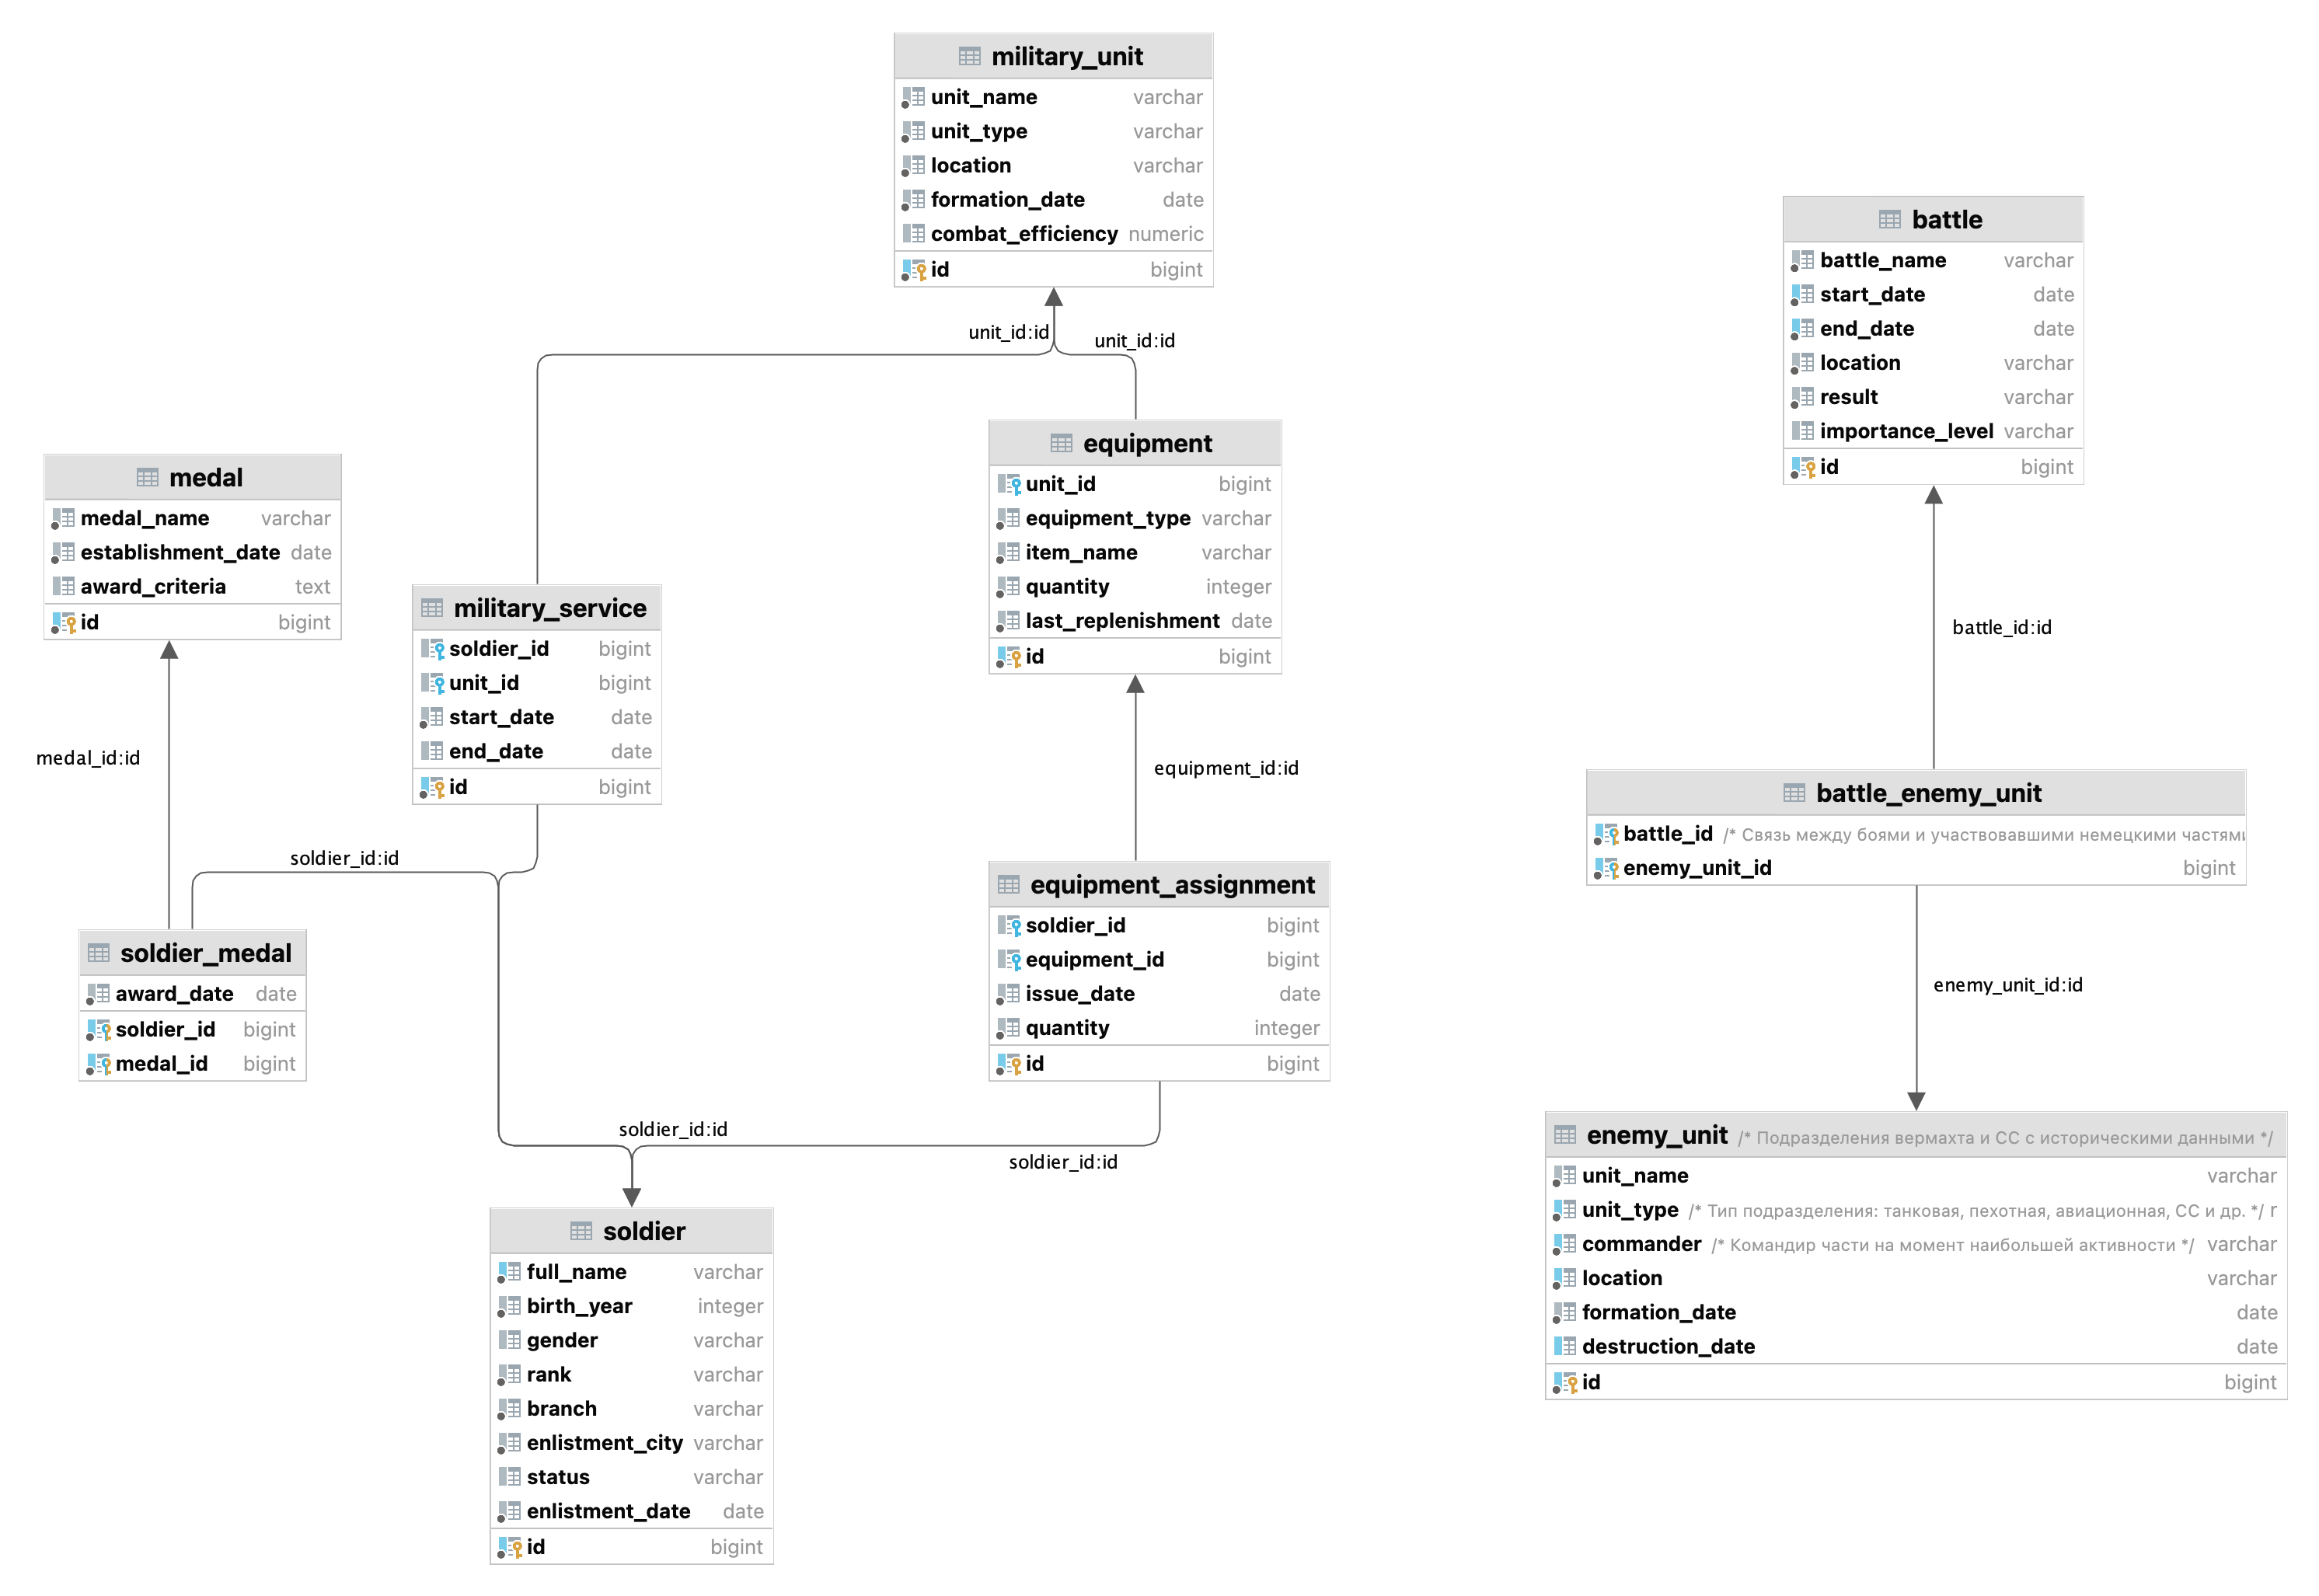 military_unit
unit_name varchar
unit_type varchar
location varchar
formation_date date
combat_efficiency numeric
id bigint
unit_id:id
unit_id:id
battle
battle_name varchar
start_date date
end_date date
location varchar
result varchar
importance_level varchar
id bigint
equipment
unit_id bigint
equipment_type varchar
item_name varchar
quantity integer
last_replenishment date
id bigint
medal
medal_name varchar
establishment_date date
award_criteria text
id bigint
military_service
soldier_id bigint
unit_id bigint
start_date date
end_date date
id bigint
battle_id:id
medal_id:id
equipment_id:id
battle_enemy_unit
battle_id /* Связь между боями и участвовавшими немецкими частями
enemy_unit_id bigint
soldier_id:id
equipment_assignment
soldier_id bigint
equipment_id bigint
issue_date date
quantity integer
id bigint
soldier_medal
award_date date
soldier_id bigint
medal_id bigint
enemy_unit_id:id
soldier_id:id
soldier_id:id
enemy_unit /* Подразделения вермахта и СС с историческими данными */
unit_name varchar
unit_type /* Тип подразделения: танковая, пехотная, авиационная, СС и др. */ r
commander /* Командир части на момент наибольшей активности */ varchar
location varchar
formation_date date
destruction_date date
id bigint
soldier
full_name varchar
birth_year integer
gender varchar
rank varchar
branch varchar
enlistment_city varchar
status varchar
enlistment_date date
id bigint